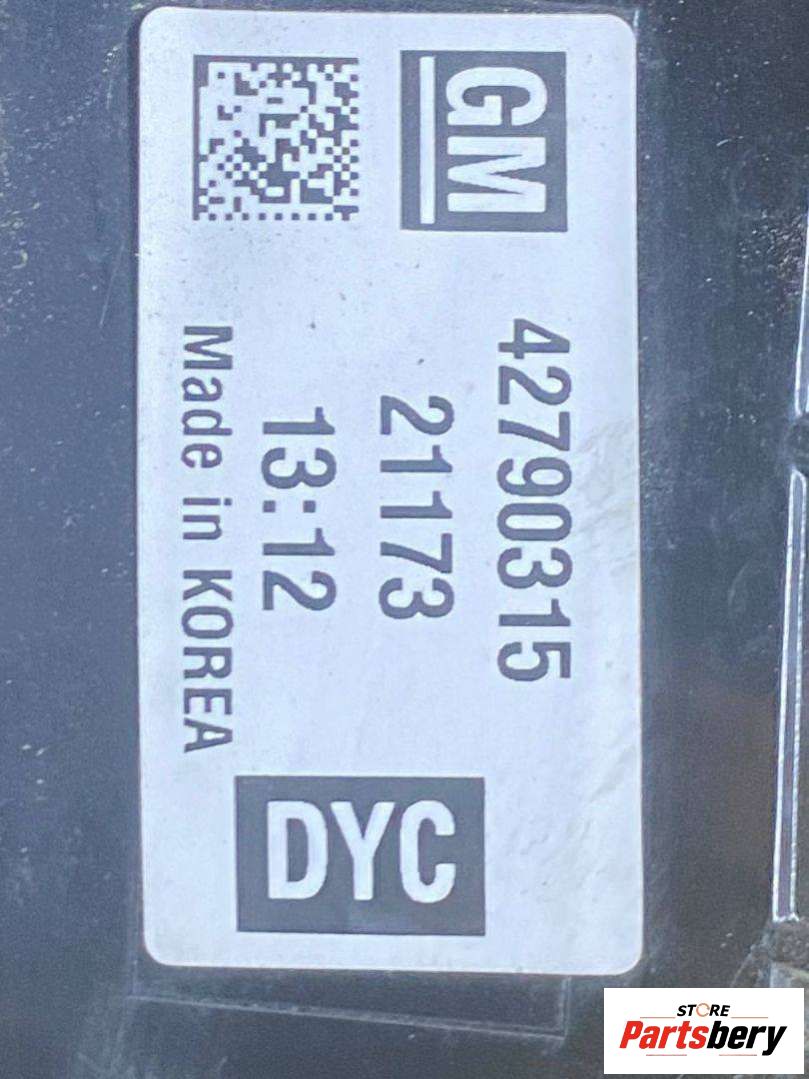 GM
42790315
21173
13:12
Made in KOREA
DYC
STORE
Partsbery